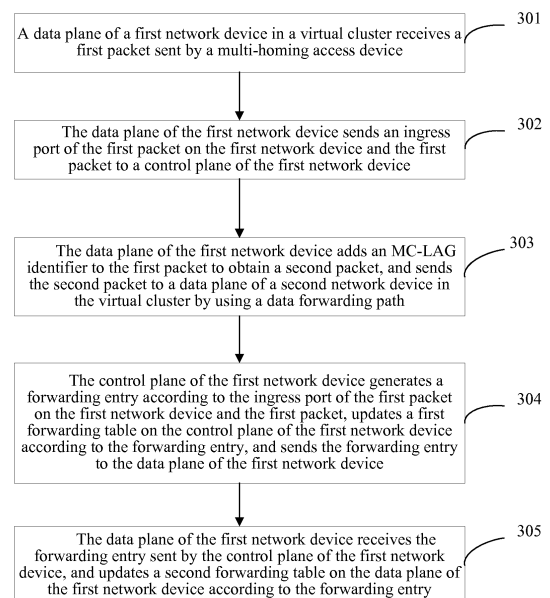 301
A data plane of a first network device in a virtual cluster receives a
first packet sent by a multi-homing access device
302
The data plane of the first network device sends an ingress
port of the first packet on the first network device and the first
packet to a control plane of the first network device
303
The data plane of the first network device adds an MC-LAG
identifier to the first packet to obtain a second packet, and sends
the second packet to a data plane of a second network device in
the virtual cluster by using a data forwarding path
304
The control plane of the first network device generates a
forwarding entry according to the ingress port of the first packet
on the first network device and the first packet, updates a first
forwarding table on the control plane of the first network device
according to the forwarding entry, and sends the forwarding entry
to the data plane of the first network device
305
The data plane of the first network device receives the
forwarding entry sent by the control plane of the first network
device, and updates a second forwarding table on the data plane of
the first network device according to the forwarding entry